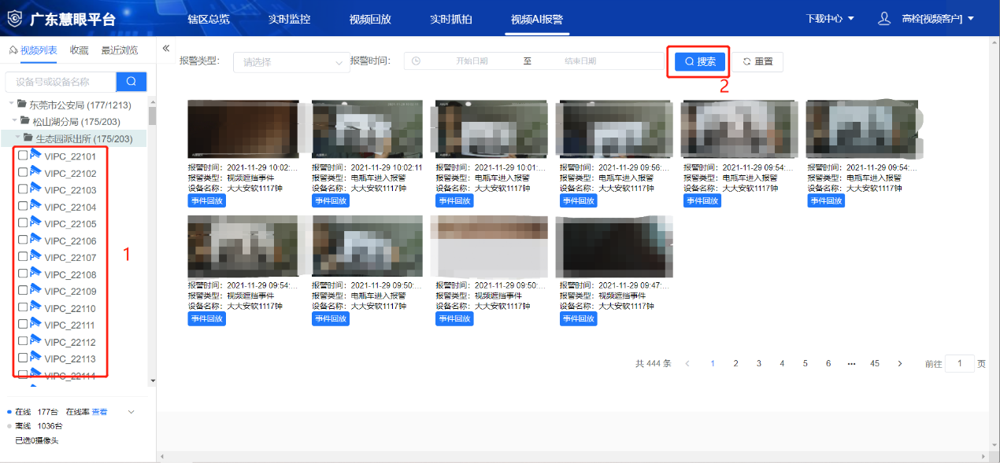 广东慧眼平台
辖区总览 实时监控 视频回放 实时抓拍 视频AI报警
下载中心 高栓[视频客户]
视频列表 收藏 最近浏览
设备号或设备名称
东莞市公安局 (177/1213)
松山湖分局 (175/203)
生态园派出所 (175/203)
VIPC_22101
VIPC_22102
VIPC_22103
VIPC_22104
VIPC_22105
VIPC_22106
VIPC_22107
VIPC_22108
VIPC_22109
VIPC_22110
VIPC_22111
VIPC_22112
VIPC_22113
VIPC_22114
1
在线 177台 在线率 查看
离线 1036台
已选0摄像头
报警类型: 请选择 报警时间: 开始日期 至 结束日期 搜索 重置
2
报警时间: 2021-11-29 10:02:...
报警类型: 视频遮挡事件
设备名称: 大大安软1117钟
事件回放
报警时间: 2021-11-29 10:02:11
报警类型: 电瓶车进入报警
设备名称: 大大安软1117钟
事件回放
报警时间: 2021-11-29 10:01:...
报警类型: 电瓶车进入报警
设备名称: 大大安软1117钟
事件回放
报警时间: 2021-11-29 09:56:...
报警类型: 电瓶车进入报警
设备名称: 大大安软1117钟
事件回放
报警时间: 2021-11-29 09:54:...
报警类型: 电瓶车进入报警
设备名称: 大大安软1117钟
事件回放
报警时间: 2021-11-29 09:54:...
报警类型: 电瓶车进入报警
设备名称: 大大安软1117钟
事件回放
报警时间: 2021-11-29 09:54:...
报警类型: 视频遮挡事件
设备名称: 大大安软1117钟
事件回放
报警时间: 2021-11-29 09:50:...
报警类型: 电瓶车进入报警
设备名称: 大大安软1117钟
事件回放
报警时间: 2021-11-29 09:50:...
报警类型: 视频遮挡事件
设备名称: 大大安软1117钟
事件回放
报警时间: 2021-11-29 09:47:...
报警类型: 视频遮挡事件
设备名称: 大大安软1117钟
事件回放
共 444 条 1 2 3 4 5 6 ... 45 前往 1 页